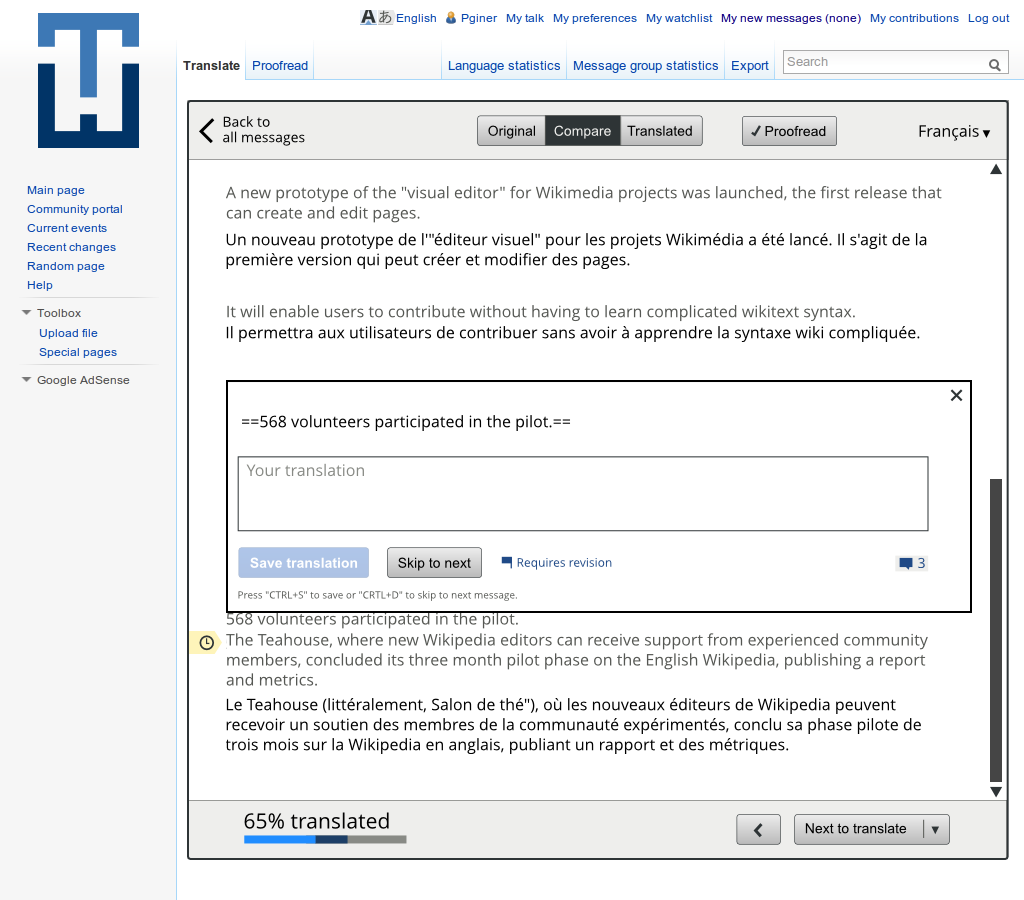 Aあ English Pginer My talk My preferences My watchlist My new messages (none) My contributions Log out
Translate Proofread Language statistics Message group statistics Export Search
Main page
Community portal
Current events
Recent changes
Random page
Help
Toolbox
Upload file
Special pages
Google AdSense
Back to
all messages
Original Compare Translated ✓Proofread Français▾
A new prototype of the "visual editor" for Wikimedia projects was launched, the first release that
can create and edit pages.
Un nouveau prototype de l'"éditeur visuel" pour les projets Wikimédia a été lancé. Il s'agit de la
première version qui peut créer et modifier des pages.
It will enable users to contribute without having to learn complicated wikitext syntax.
Il permettra aux utilisateurs de contribuer sans avoir à apprendre la syntaxe wiki compliquée.
==568 volunteers participated in the pilot.==
Your translation
Save translation Skip to next Requires revision 3
Press "CTRL+S" to save or "CRTL+D" to skip to next message.
568 volunteers participated in the pilot.
The Teahouse, where new Wikipedia editors can receive support from experienced community
members, concluded its three month pilot phase on the English Wikipedia, publishing a report
and metrics.
Le Teahouse (littéralement, Salon de thé"), où les nouveaux éditeurs de Wikipedia peuvent
recevoir un soutien des membres de la communauté expérimentés, conclu sa phase pilote de
trois mois sur la Wikipedia en anglais, publiant un rapport et des métriques.
65% translated
Next to translate